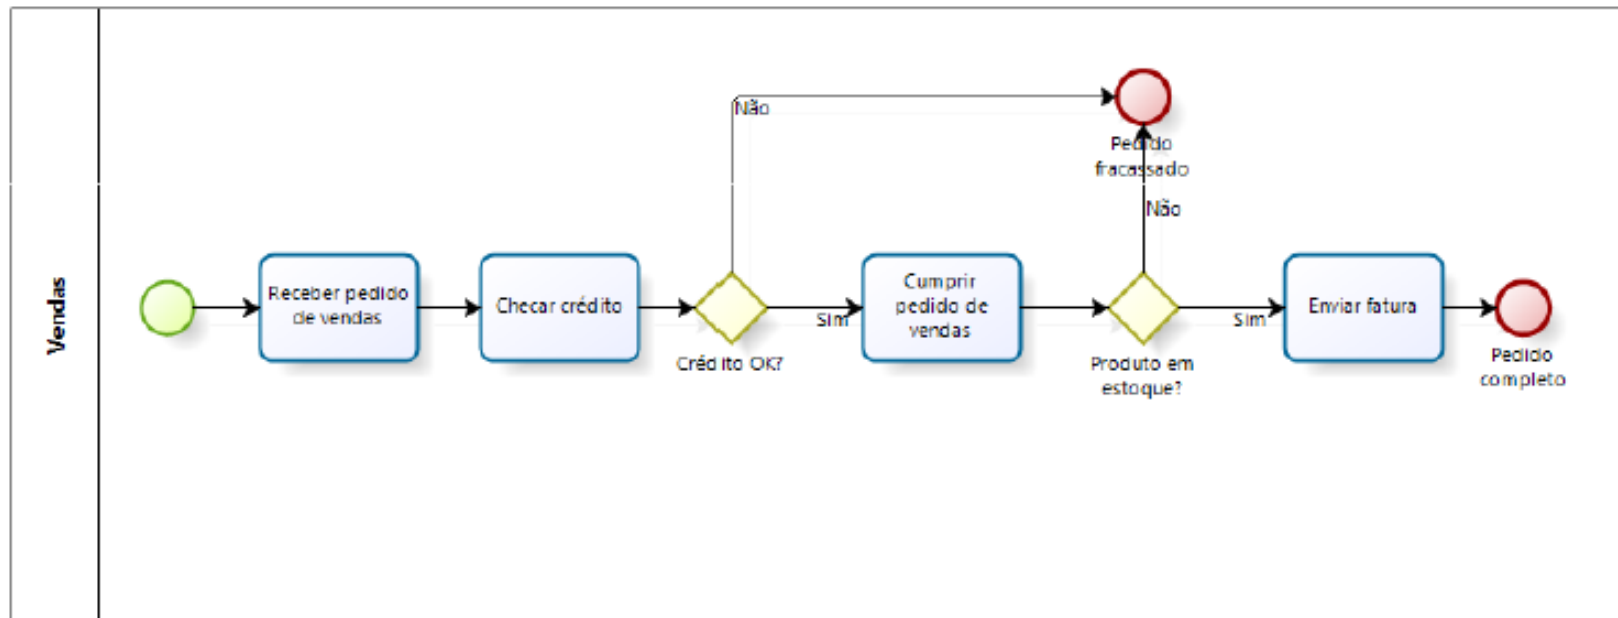 Vendas
Receber pedido
de vendas
Checar crédito
Crédito OK?
Não
Sim
Cumprir
pedido de
vendas
Produto em
estoque?
Não
Pedido
fracassado
Sim
Enviar fatura
Pedido
completo